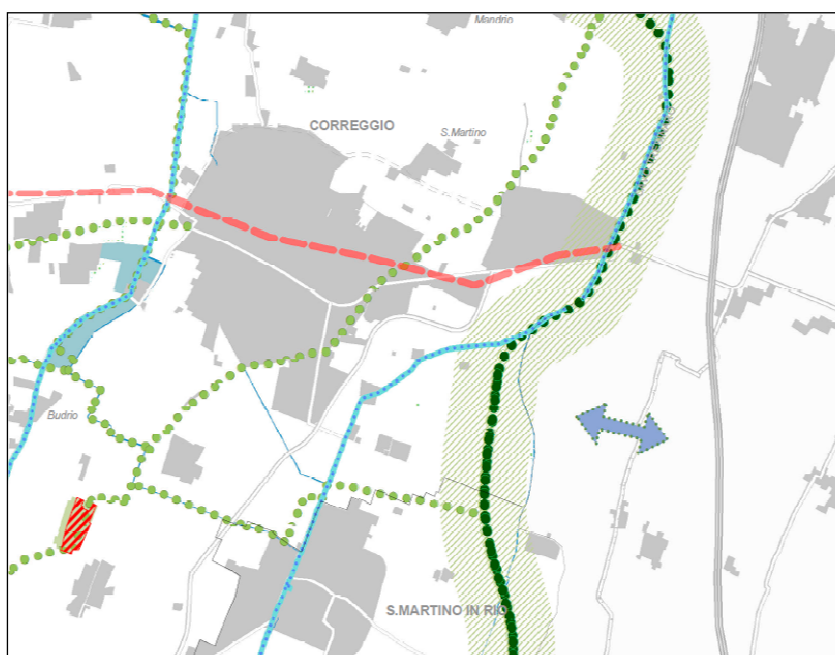 Mandrio
CORREGGIO
S.Martino
Budrio
S.MARTINO IN RIO